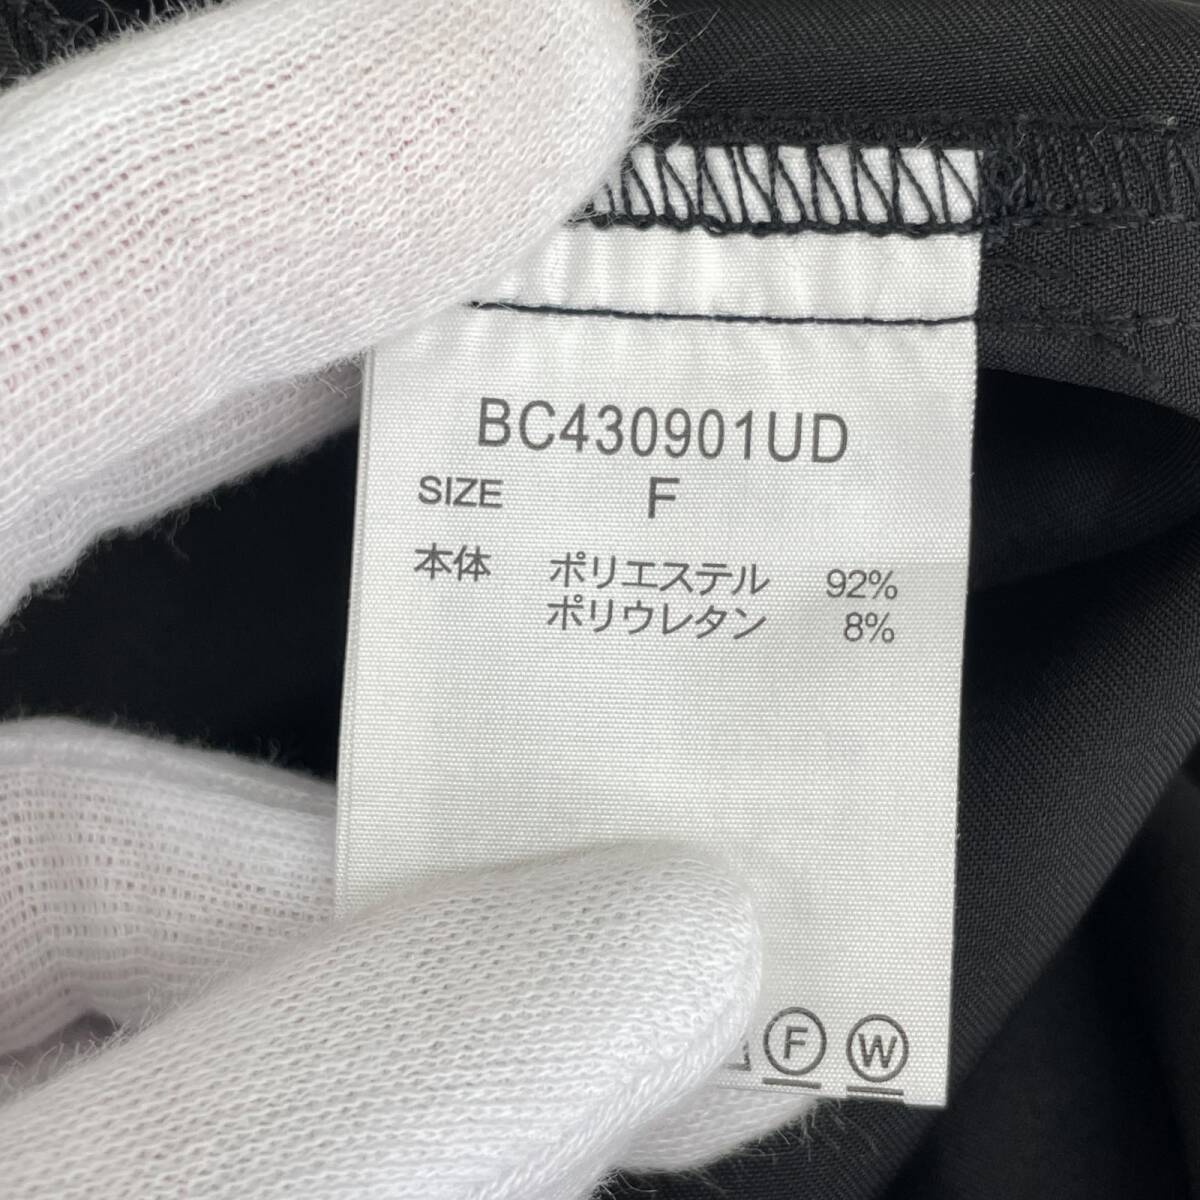 BC430901UD
SIZE F
本体 ポリエステル 92%
ポリウレタン 8%
F W